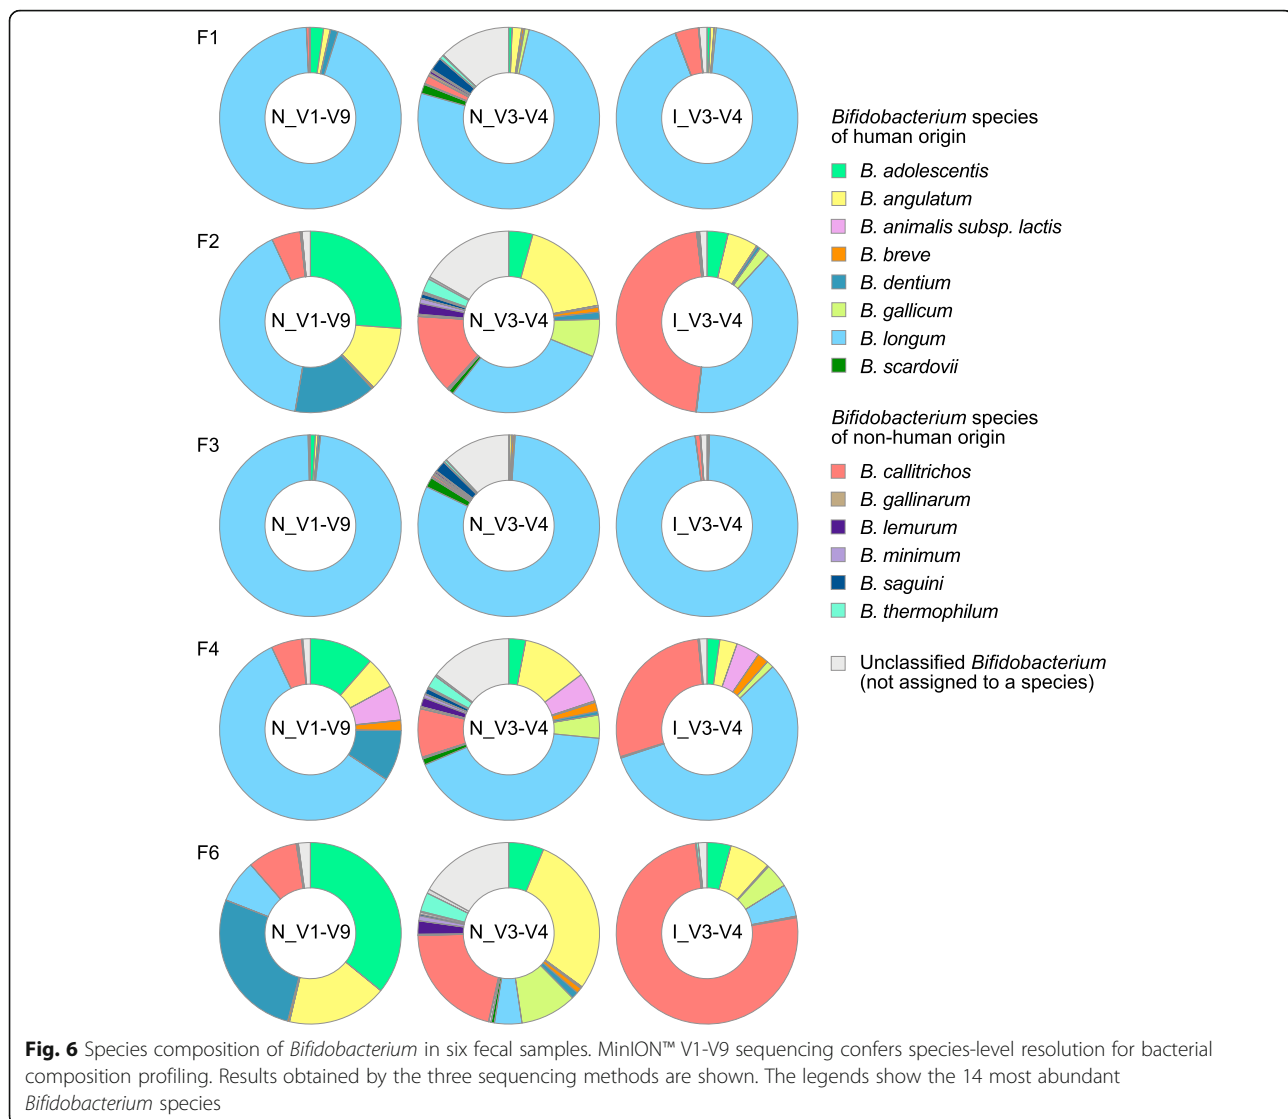 F1
N_V1-V9
N_V3-V4
I_V3-V4
F2
N_V1-V9
N_V3-V4
I_V3-V4
F3
N_V1-V9
N_V3-V4
I_V3-V4
F4
N_V1-V9
N_V3-V4
I_V3-V4
F6
N_V1-V9
N_V3-V4
I_V3-V4
Bifidobacterium species
of human origin
B. adolescentis
B. angulatum
B. animalis subsp. lactis
B. breve
B. dentium
B. gallicum
B. longum
B. scardovii
Bifidobacterium species
of non-human origin
B. callitrichos
B. gallinarum
B. lemurum
B. minimum
B. saguini
B. thermophilum
Unclassified Bifidobacterium
(not assigned to a species)
Fig. 6 Species composition of Bifidobacterium in six fecal samples. MinION™ V1-V9 sequencing confers species-level resolution for bacterial
composition profiling. Results obtained by the three sequencing methods are shown. The legends show the 14 most abundant
Bifidobacterium species